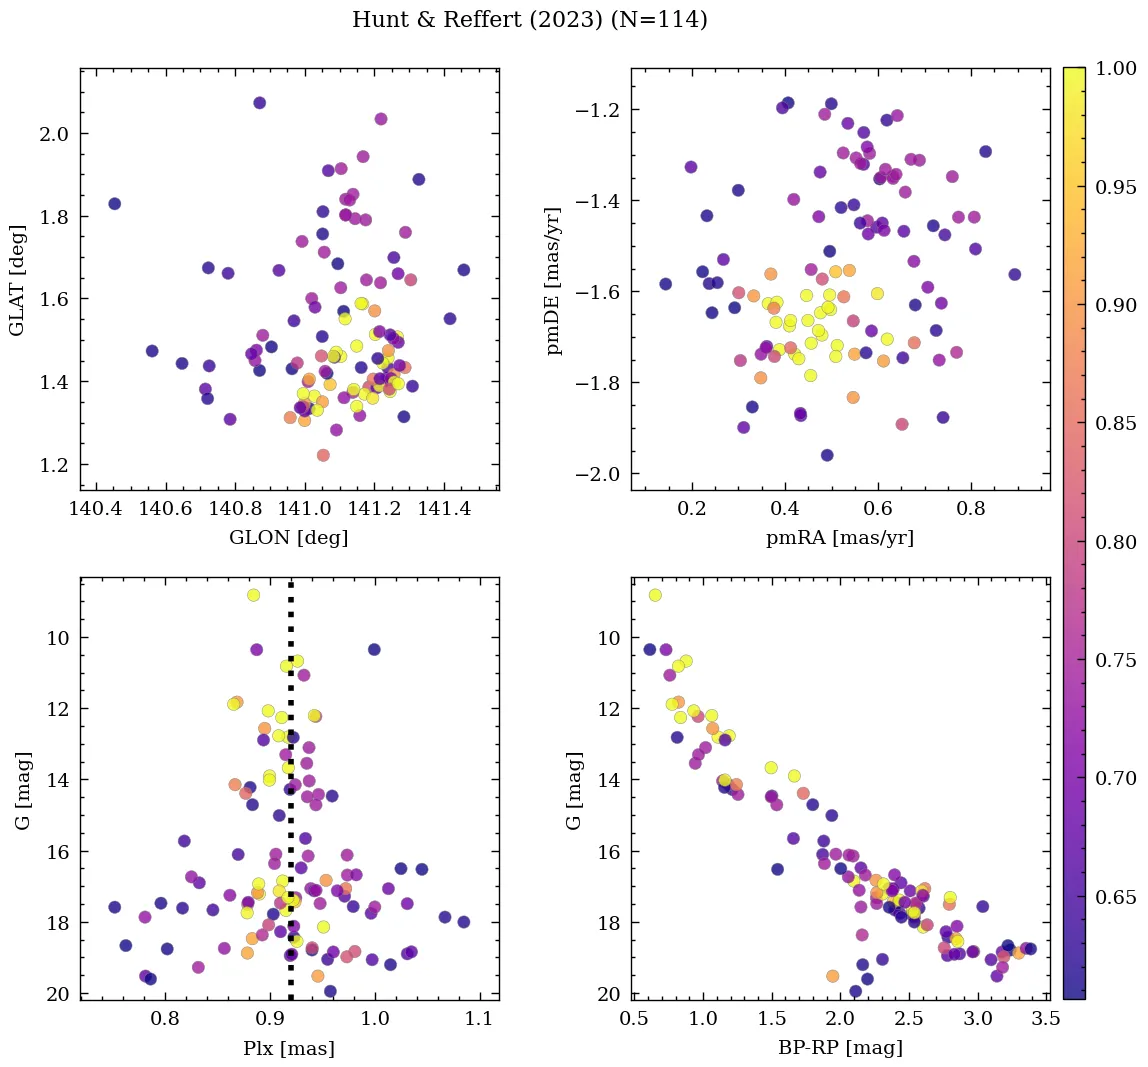 Hunt & Reffert (2023) (N=114)
2.0
1.8
1.6
1.4
1.2
GLAT [deg]
140.4 140.6 140.8 141.0 141.2 141.4
GLON [deg]
−1.2
−1.4
−1.6
−1.8
−2.0
pmDE [mas/yr]
0.2 0.4 0.6 0.8
pmRA [mas/yr]
1.00
0.95
0.90
0.85
0.80
0.75
0.70
0.65
10
12
14
16
18
20
G [mag]
0.8 0.9 1.0 1.1
Plx [mas]
10
12
14
16
18
20
G [mag]
0.5 1.0 1.5 2.0 2.5 3.0 3.5
BP-RP [mag]